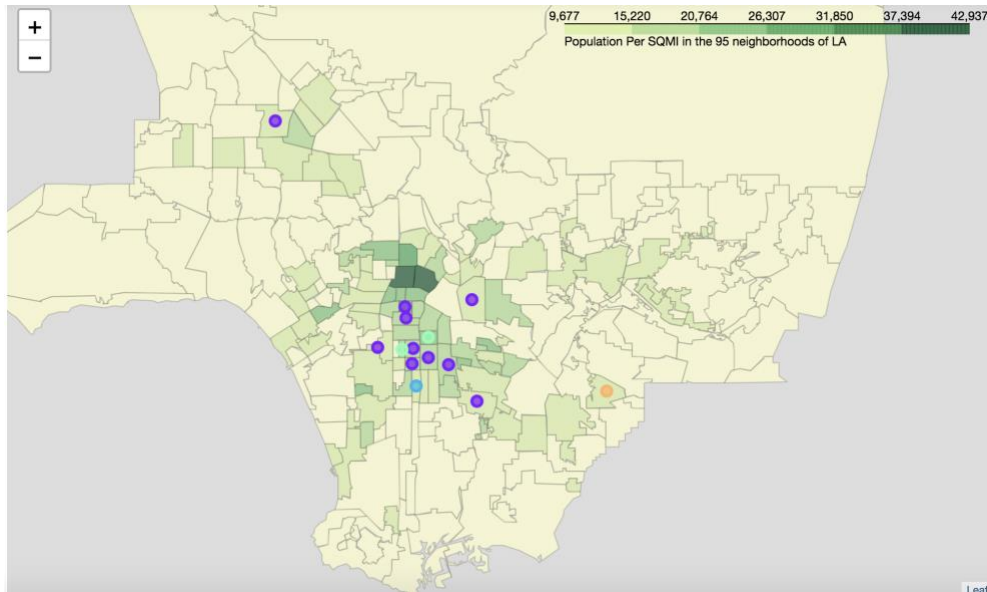 +
−
9,677 15,220 20,764 26,307 31,850 37,394 42,937
Population Per SQMI in the 95 neighborhoods of LA
Leaf